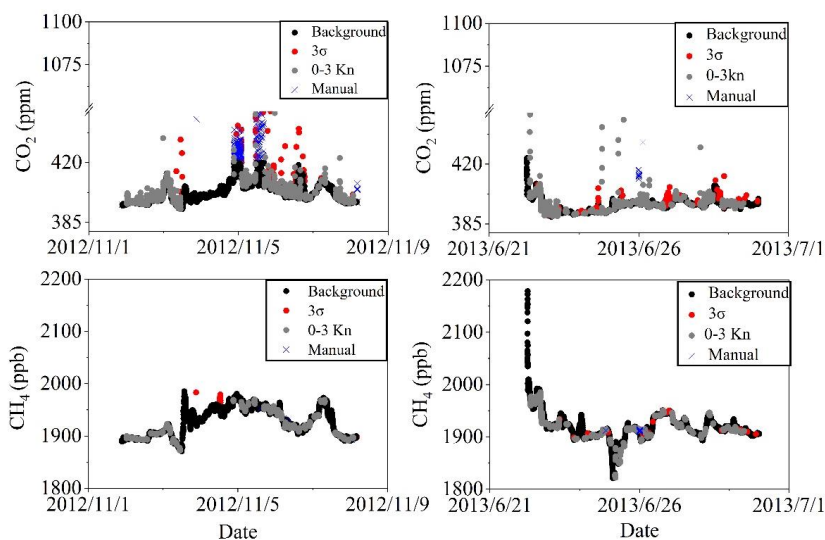 1100
1075
420
385
CO₂ (ppm)
Background
3σ
0-3 Kn
Manual
2012/11/1
2012/11/5
2012/11/9
1100
1075
420
385
CO₂ (ppm)
Background
3σ
0-3kn
Manual
2013/6/21
2013/6/26
2013/7/1
2200
2100
2000
1900
1800
CH₄ (ppb)
Background
3σ
0-3 Kn
Manual
2012/11/1
2012/11/5
2012/11/9
Date
2200
2100
2000
1900
1800
CH₄ (ppb)
Background
3σ
0-3 Kn
Manual
2013/6/21
2013/6/26
2013/7/1
Date